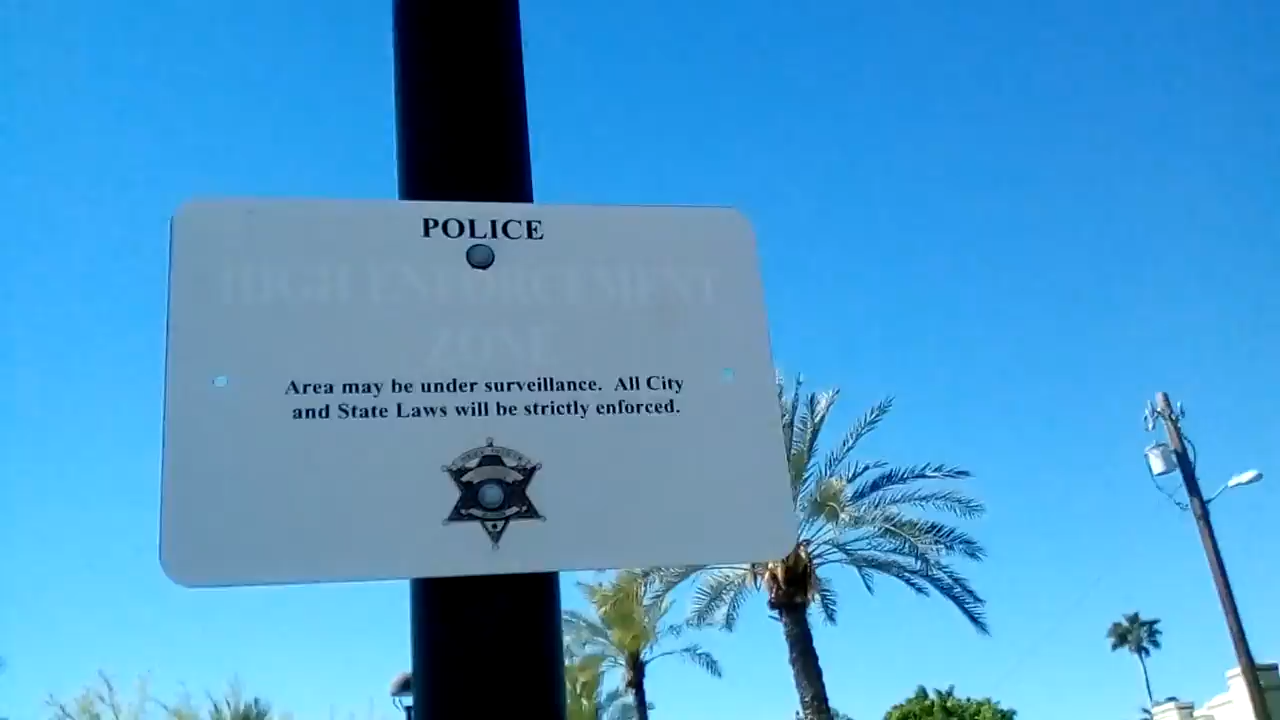 POLICE
HIGH ENFORCEMENT
ZONE
Area may be under surveillance. All City
and State Laws will be strictly enforced.